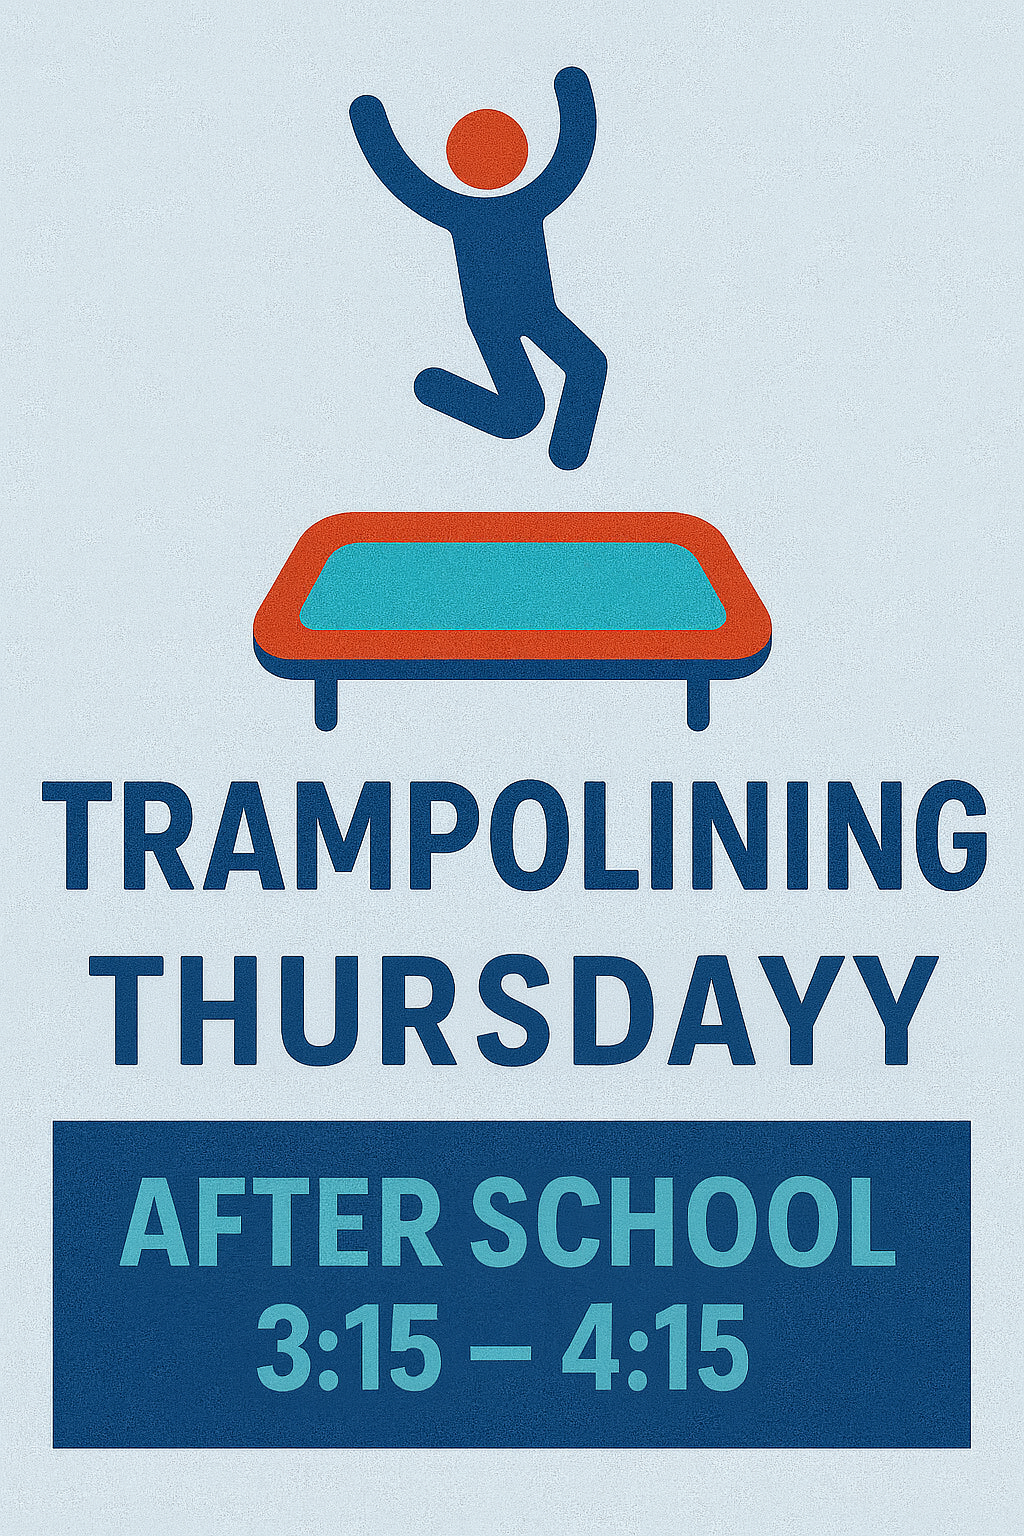 TRAMPOLINING
THURSDAYY
AFTER SCHOOL
3:15 – 4:15